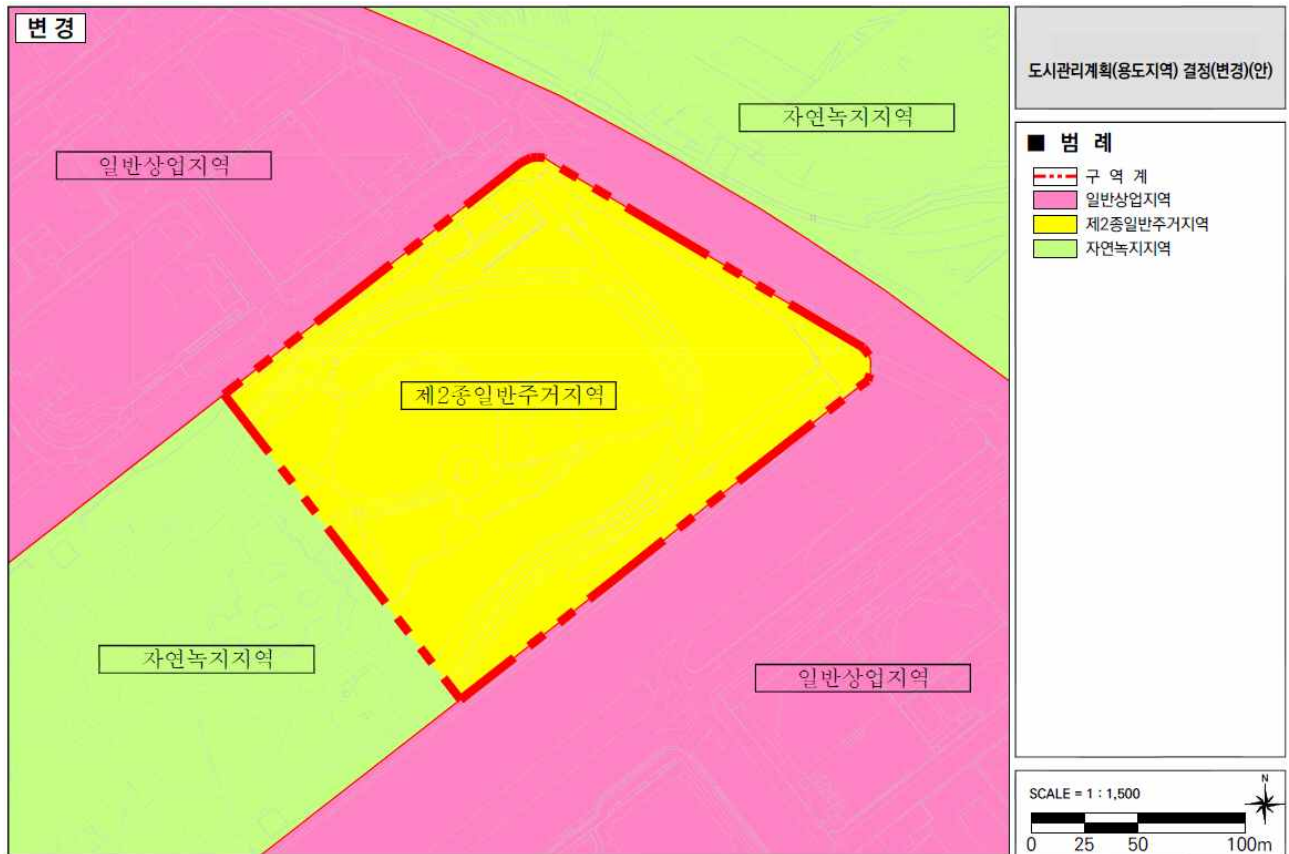 변 경
자연녹지지역
일반상업지역
제2종일반주거지역
자연녹지지역
일반상업지역
도시관리계획(용도지역) 결정(변경)(안)
■ 범 례
구 역 계
일반상업지역
제2종일반주거지역
자연녹지지역
SCALE = 1 : 1,500
N
0 25 50 100m